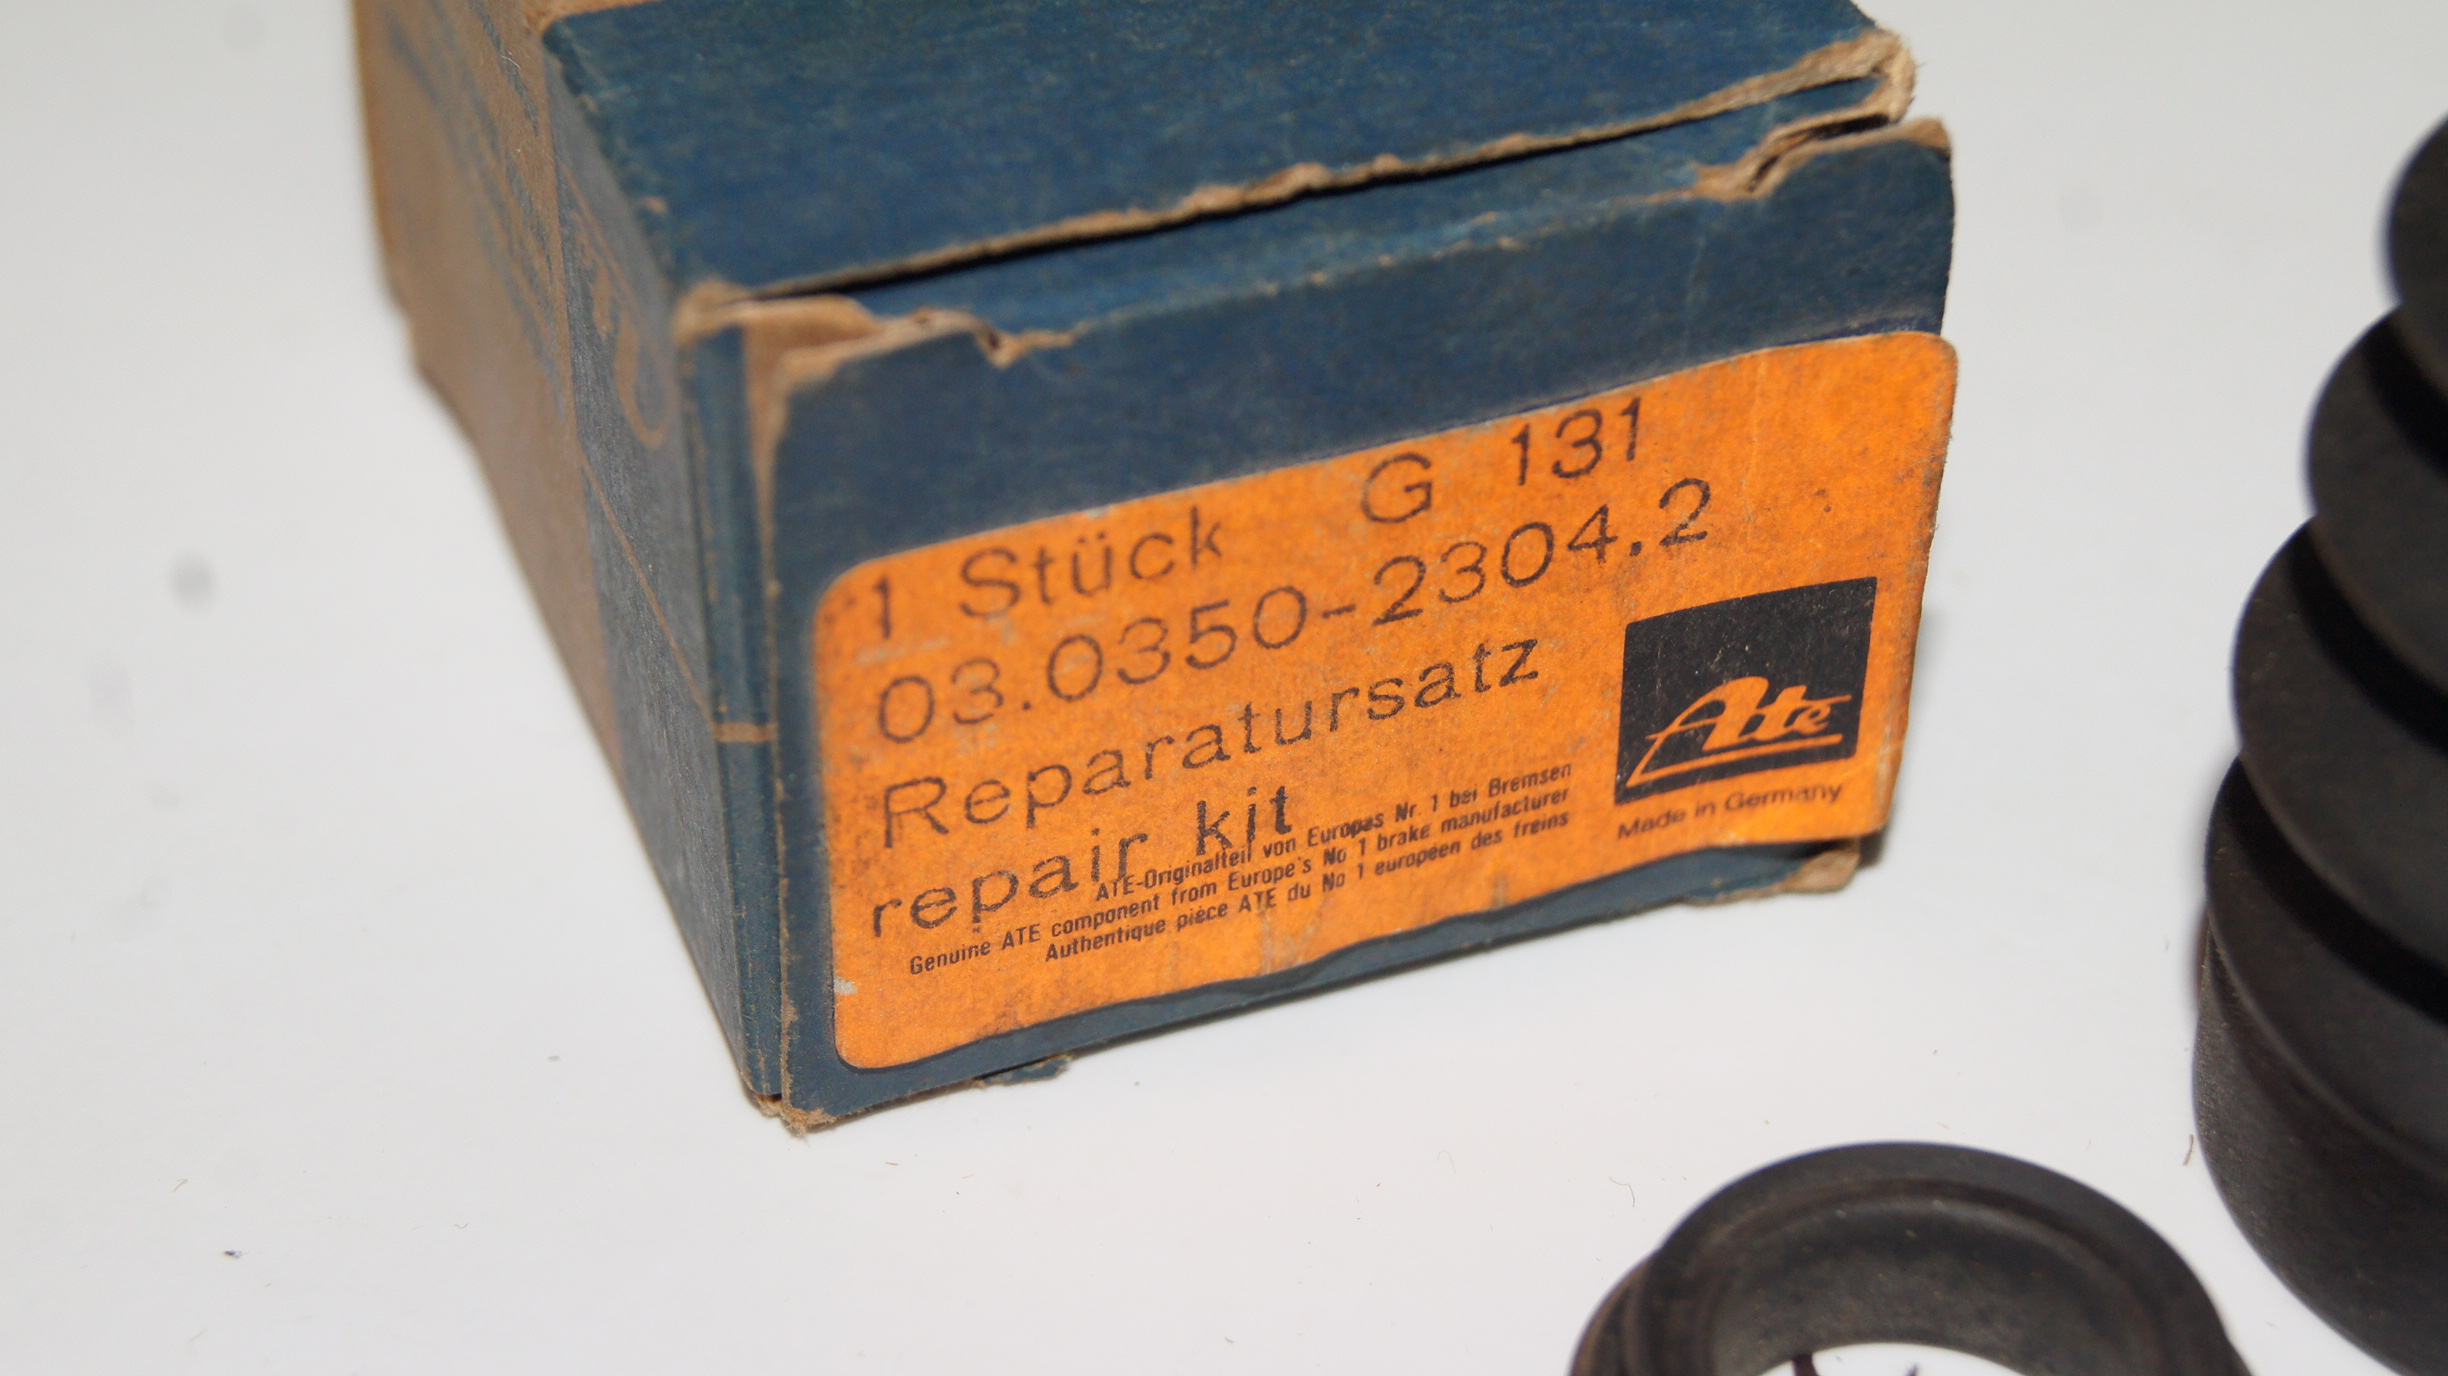 1 Stück G 131
03.0350-2304.2
Reparatursatz
repair kit
ATE-Originalteil von Europas Nr. 1 bei Bremsen
Genuine ATE component from Europe's No 1 brake manufacturer
Authentique pièce ATE du No 1 européen des freins
Ate
Made in Germany